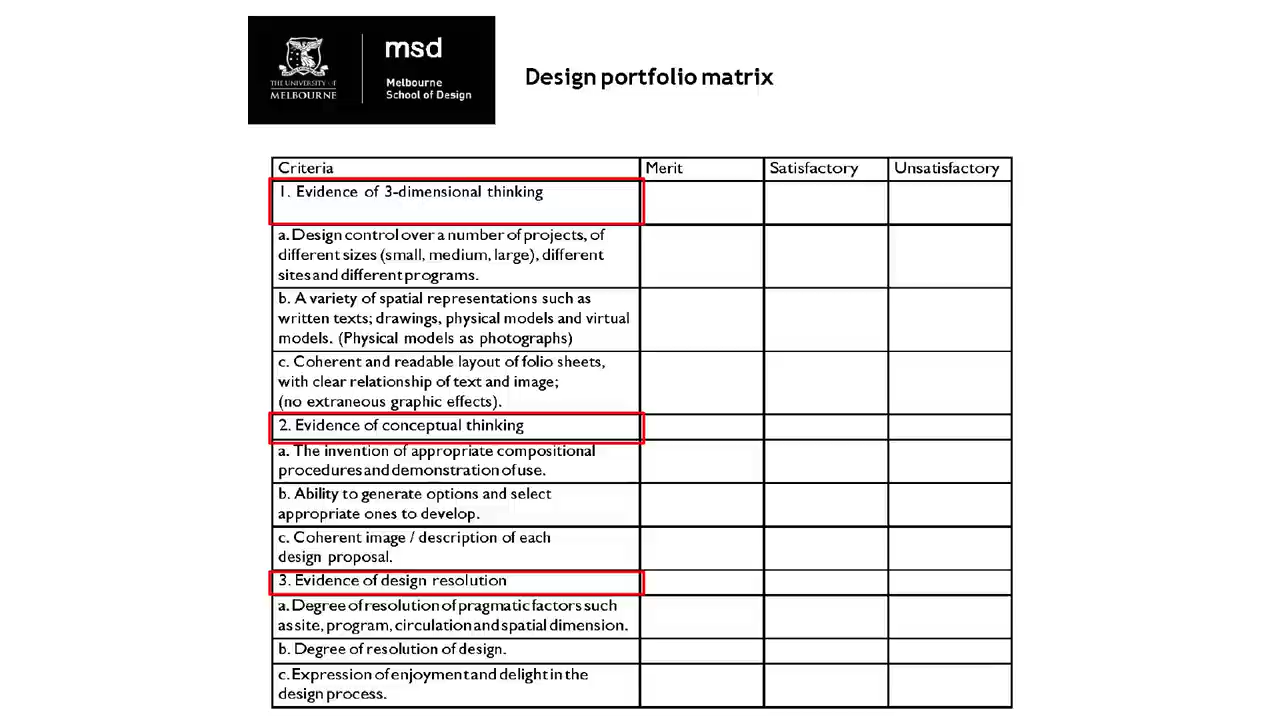 THE UNIVERSITY OF
MELBOURNE
msd
Melbourne
School of Design
Design portfolio matrix
Criteria Merit Satisfactory Unsatisfactory
1. Evidence of 3-dimensional thinking
a. Design control over a number of projects, of
different sizes (small, medium, large), different
sites and different programs.
b. A variety of spatial representations such as
written texts; drawings, physical models and virtual
models. (Physical models as photographs)
c. Coherent and readable layout of folio sheets,
with clear relationship of text and image;
(no extraneous graphic effects).
2. Evidence of conceptual thinking
a. The invention of appropriate compositional
procedures and demonstration of use.
b. Ability to generate options and select
appropriate ones to develop.
c. Coherent image / description of each
design proposal.
3. Evidence of design resolution
a. Degree of resolution of pragmatic factors such
as site, program, circulation and spatial dimension.
b. Degree of resolution of design.
c. Expression of enjoyment and delight in the
design process.